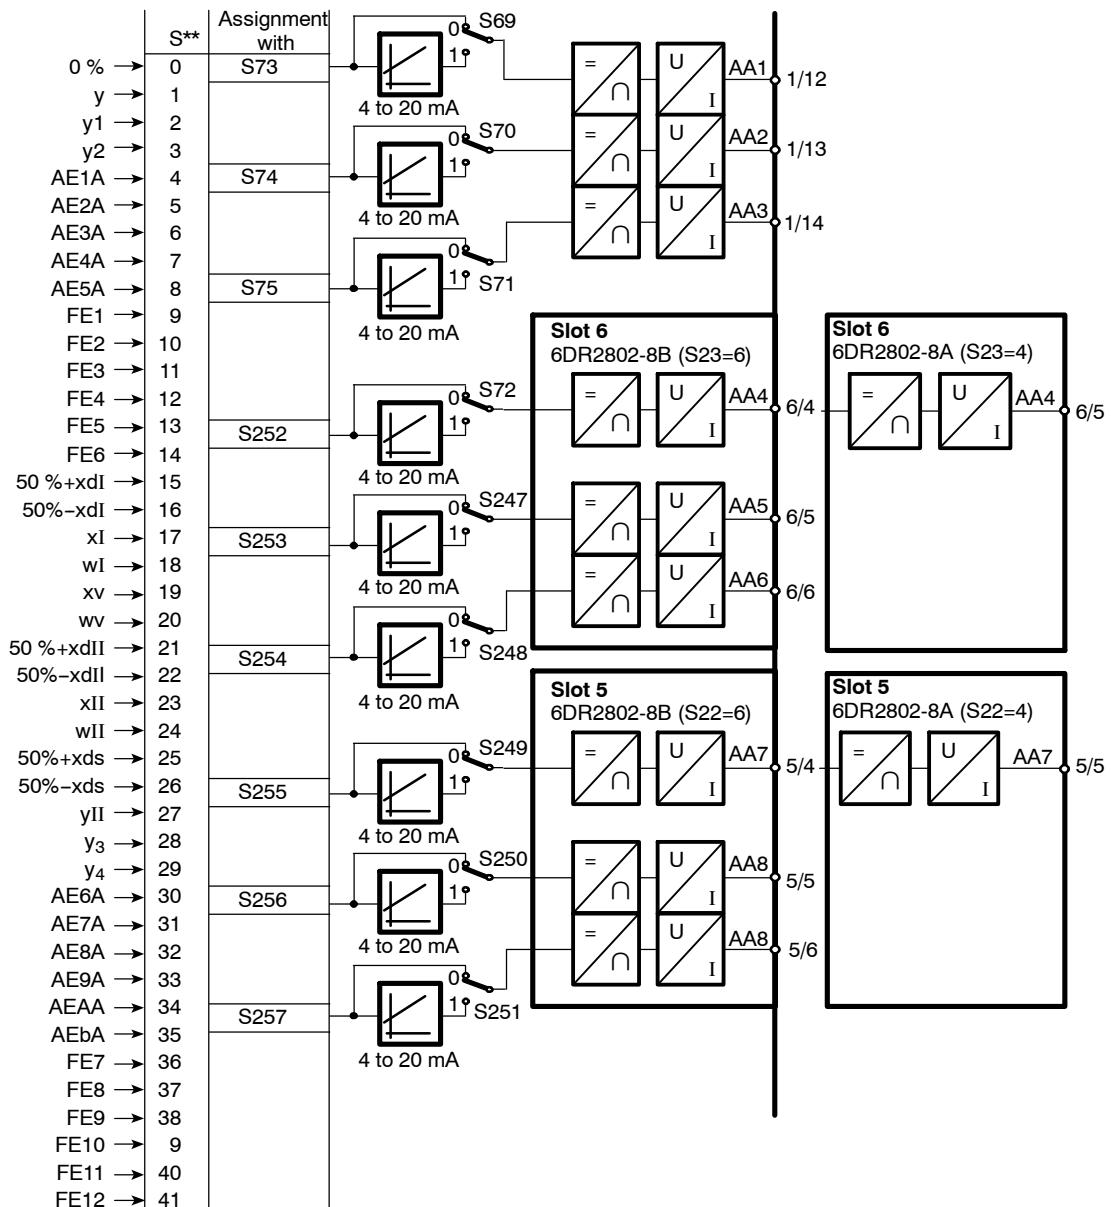 S**
Assignment
with
0 % 0
y 1
y1 2
y2 3
AE1A 4
AE2A 5
AE3A 6
AE4A 7
AE5A 8
FE1 9
FE2 10
FE3 11
FE4 12
FE5 13
FE6 14
50 %+xdI 15
50%−xdI 16
xI 17
wI 18
xv 19
wv 20
50 %+xdII 21
50%−xdII 22
xII 23
wII 24
50%+xds 25
50%−xds 26
yII 27
y3 28
y4 29
AE6A 30
AE7A 31
AE8A 32
AE9A 33
AEAA 34
AEbA 35
FE7 36
FE8 37
FE9 38
FE10 9
FE11 40
FE12 41
S73
4 to 20 mA
0 1 S69
= ∩ U I AA1 1/12
S74
4 to 20 mA
0 1 S70
= ∩ U I AA2 1/13
S75
4 to 20 mA
0 1 S71
= ∩ U I AA3 1/14
Slot 6
6DR2802-8B (S23=6)
S252
4 to 20 mA
0 1 S72
= ∩ U I AA4 6/4
S253
4 to 20 mA
0 1 S247
= ∩ U I AA5 6/5
S254
4 to 20 mA
0 1 S248
= ∩ U I AA6 6/6
Slot 6
6DR2802-8A (S23=4)
= ∩ U I AA4 6/5
Slot 5
6DR2802-8B (S22=6)
S255
4 to 20 mA
0 1 S249
= ∩ U I AA7 5/4
S256
4 to 20 mA
0 1 S250
= ∩ U I AA8 5/5
S257
4 to 20 mA
0 1 S251
= ∩ U I AA8 5/6
Slot 5
6DR2802-8A (S22=4)
= ∩ U I AA7 5/5